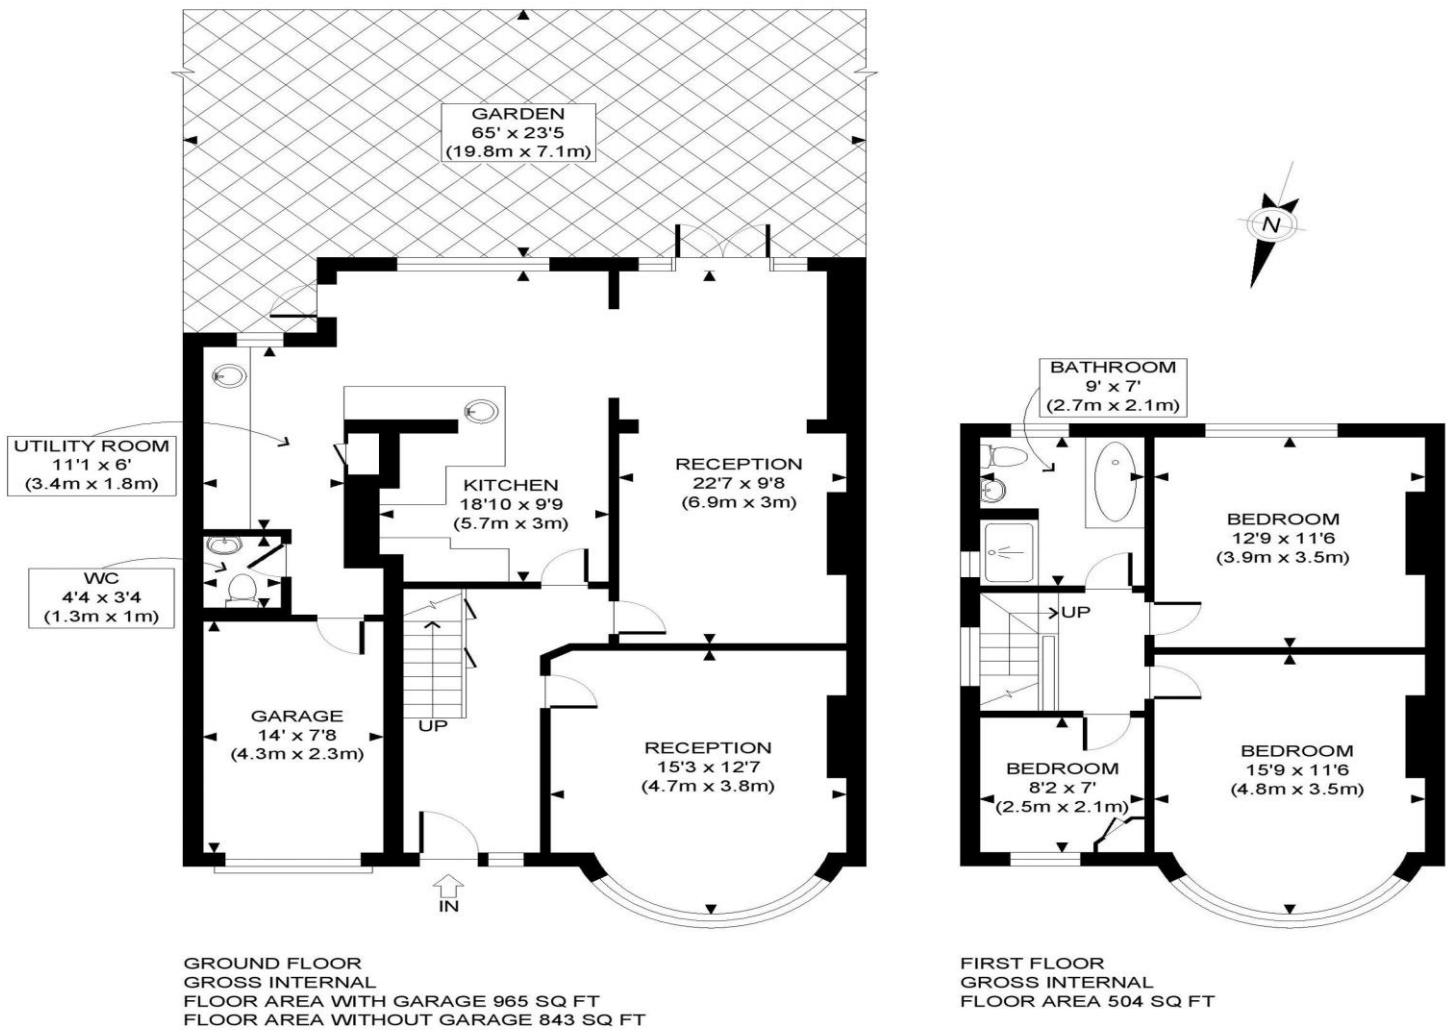 GARDEN
65' x 23'5
(19.8m x 7.1m)
N
BATHROOM
9' x 7'
(2.7m x 2.1m)
UTILITY ROOM
11'1 x 6'
(3.4m x 1.8m)
KITCHEN
18'10 x 9'9
(5.7m x 3m)
RECEPTION
22'7 x 9'8
(6.9m x 3m)
BEDROOM
12'9 x 11'6
(3.9m x 3.5m)
WC
4'4 x 3'4
(1.3m x 1m)
UP
GARAGE
14' x 7'8
(4.3m x 2.3m)
UP
RECEPTION
15'3 x 12'7
(4.7m x 3.8m)
BEDROOM
8'2 x 7'
(2.5m x 2.1m)
BEDROOM
15'9 x 11'6
(4.8m x 3.5m)
IN
GROUND FLOOR
GROSS INTERNAL
FLOOR AREA WITH GARAGE 965 SQ FT
FLOOR AREA WITHOUT GARAGE 843 SQ FT
FIRST FLOOR
GROSS INTERNAL
FLOOR AREA 504 SQ FT